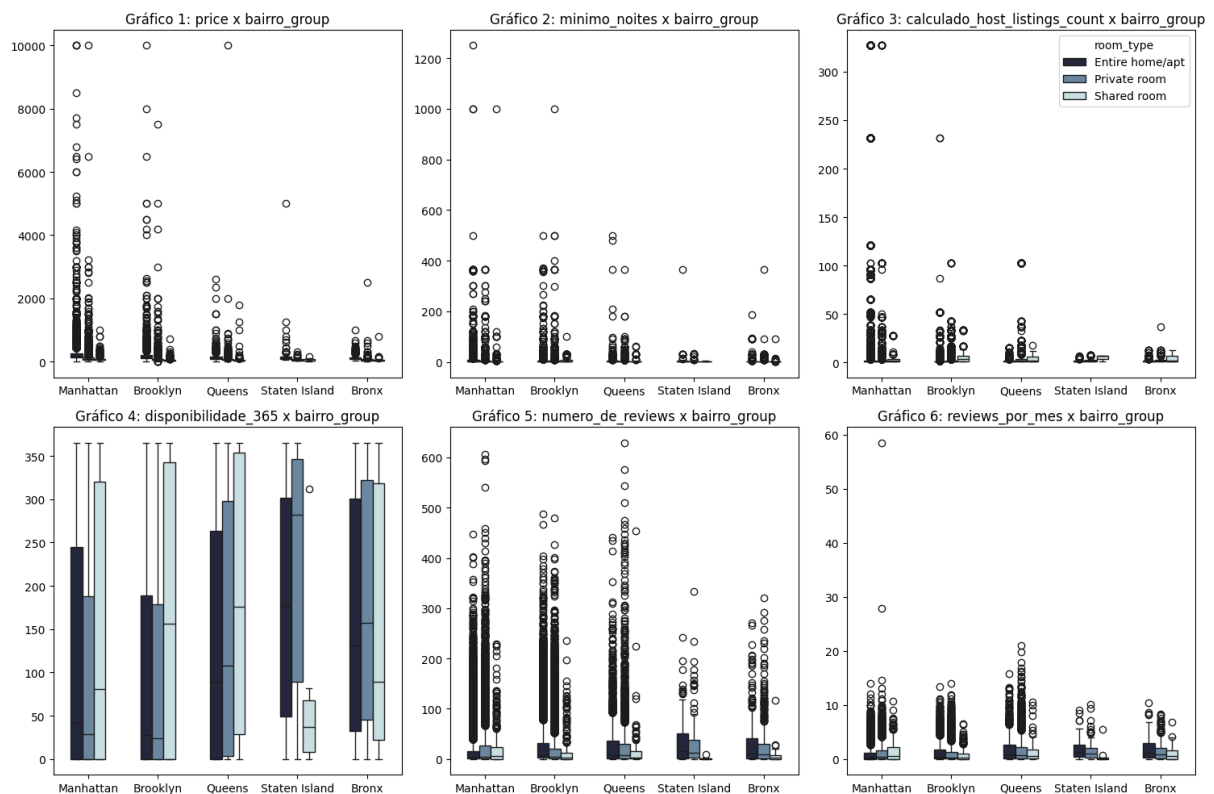 Gráfico 1: price x bairro_group
10000
8000
6000
4000
2000
0
Manhattan Brooklyn Queens Staten Island Bronx
Gráfico 2: minimo_noites x bairro_group
1200
1000
800
600
400
200
0
Manhattan Brooklyn Queens Staten Island Bronx
Gráfico 3: calculado_host_listings_count x bairro_group
300
250
200
150
100
50
0
room_type
Entire home/apt
Private room
Shared room
Manhattan Brooklyn Queens Staten Island Bronx
Gráfico 4: disponibilidade_365 x bairro_group
350
300
250
200
150
100
50
0
Manhattan Brooklyn Queens Staten Island Bronx
Gráfico 5: numero_de_reviews x bairro_group
600
500
400
300
200
100
0
Manhattan Brooklyn Queens Staten Island Bronx
Gráfico 6: reviews_por_mes x bairro_group
60
50
40
30
20
10
0
Manhattan Brooklyn Queens Staten Island Bronx